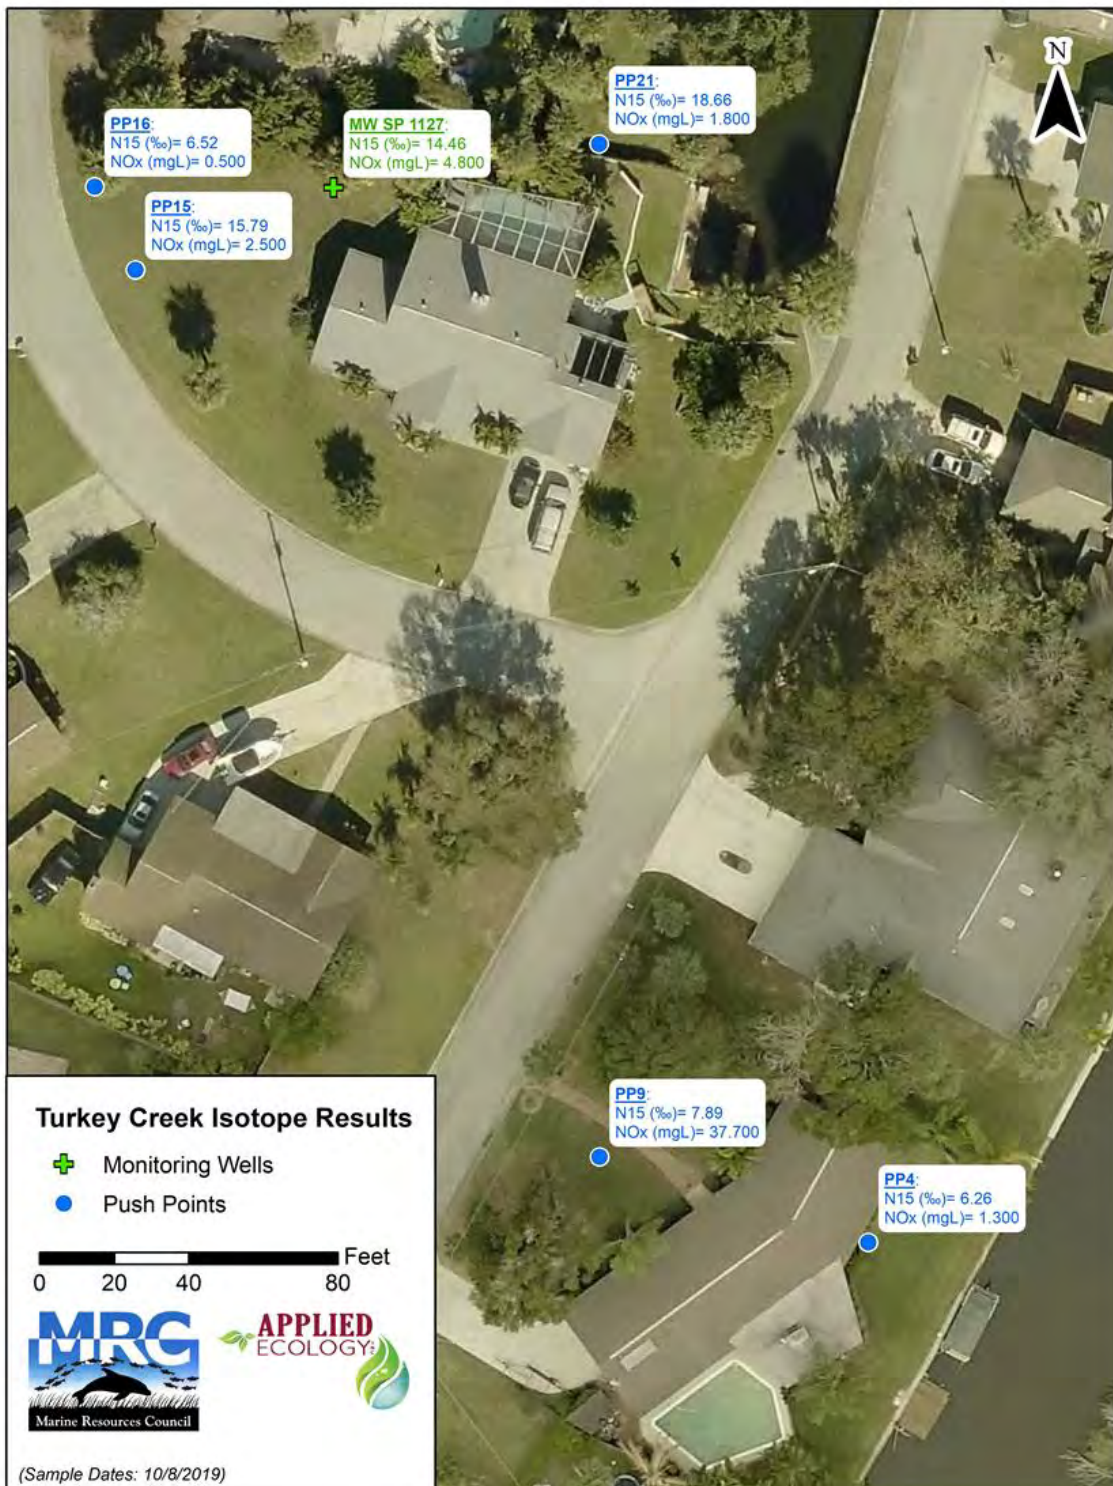 N
PP21:
N15 (‰)= 18.66
NOx (mgL)= 1.800
PP16:
N15 (‰)= 6.52
NOx (mgL)= 0.500
MW SP 1127:
N15 (‰)= 14.46
NOx (mgL)= 4.800
PP15:
N15 (‰)= 15.79
NOx (mgL)= 2.500
PP9:
N15 (‰)= 7.89
NOx (mgL)= 37.700
PP4:
N15 (‰)= 6.26
NOx (mgL)= 1.300
Turkey Creek Isotope Results
Monitoring Wells
Push Points
Feet
0 20 40 80
MRC
Marine Resources Council
APPLIED
ECOLOGY
(Sample Dates: 10/8/2019)